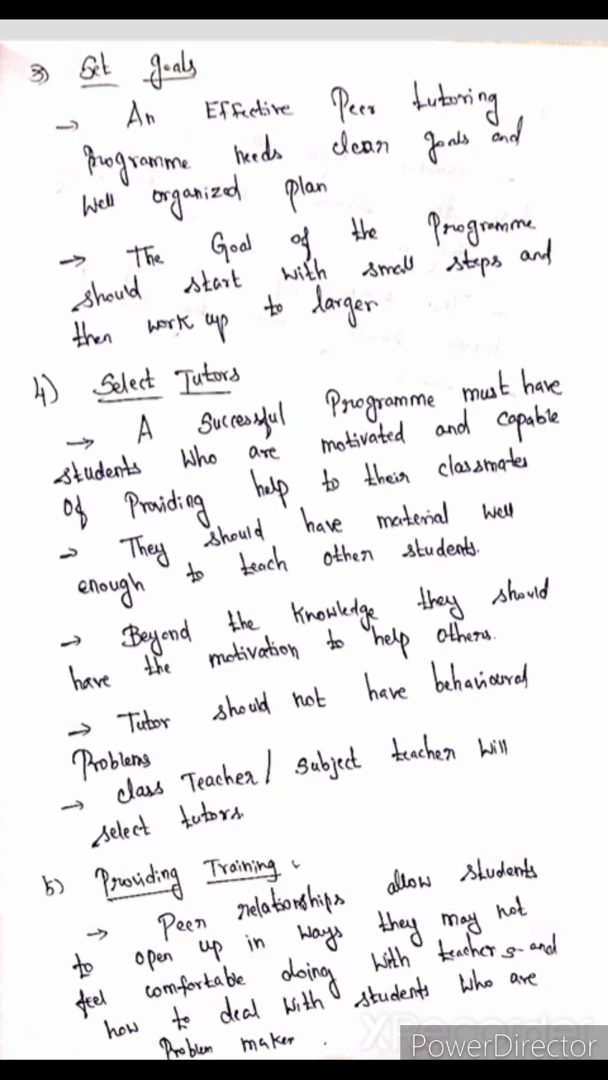 3) Set goals
→ An Effective Peer tutoring
Programme needs clear goals and
well organized plan
→ The Goal of the Programme
should start with small steps and
then work up to larger
4) Select Tutors
→ A Successful Programme must have
students who are motivated and capable
of Providing help to their classmates
→ They should have material well
enough to teach other students.
→ Beyond the knowledge they should
have the motivation to help others.
→ Tutor should not have behavioural
Problems
→ class Teacher / Subject teacher will
select tutors.
5) Providing Training:
→ Peer relationships allow students
to open up in ways they may not
feel comfortable doing with teachers and
how to deal with students who are
Problem maker.
XRecorder
PowerDirector